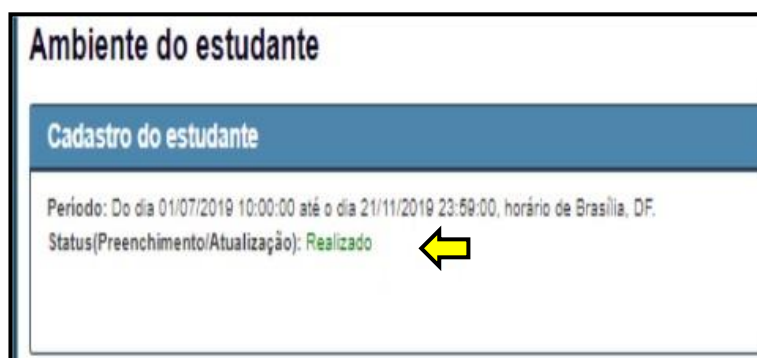 Ambiente do estudante
Cadastro do estudante
Período: Do dia 01/07/2019 10:00:00 até o dia 21/11/2019 23:59:00, horário de Brasília, DF.
Status(Preenchimento/Atualização): Realizado